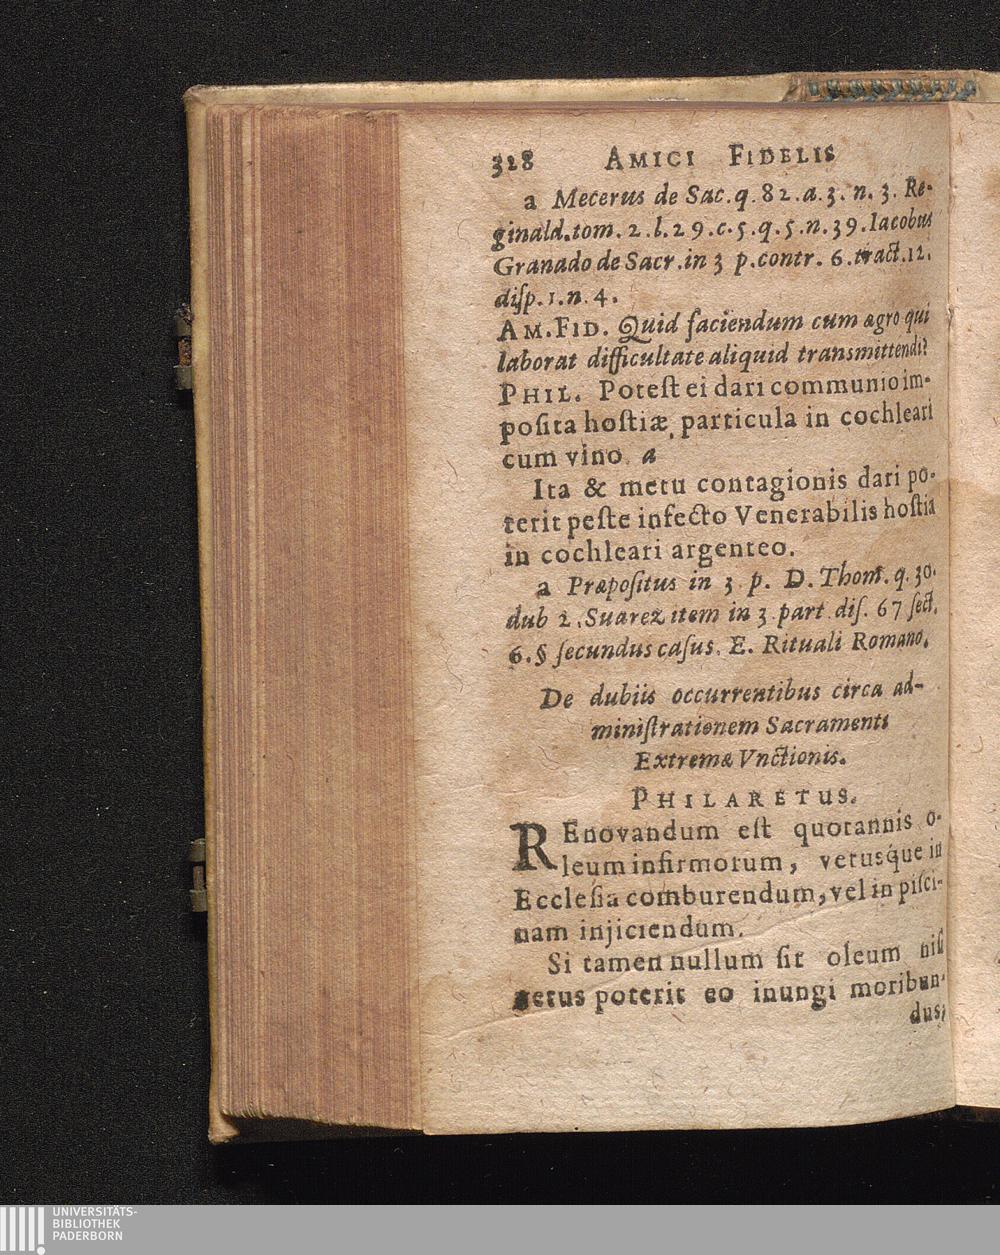 328 AMICI FIDELIS
a Mecerus de Sac. q. 82. a. 3. n. 3. Re-
ginald. tom. 2. l. 29. c. 5. q. 5. n. 39. Iacobus
Granado de Sacr. in 3 p. contr. 6. tract. 12.
disp. 1. n. 4.
AM. FID. Quid faciendum cum ægro qui
laborat difficultate aliquid transmittendi?
PHIL. Potest ei dari communio im-
posita hostiæ particula in cochleari
cum vino. a
Ita & metu contagionis dari po-
terit peste infecto Venerabilis hostia
in cochleari argenteo.
a Præpositus in 3. p. D. Thom. q. 30.
dub 2. Suarez item in 3 part. dis. 67 sect.
6. § secundus casus. E. Rituali Romano.
De dubiis occurrentibus circa ad-
ministrationem Sacramenti
Extremæ Vnctionis.
PHILARETUS.
REnovandum est quotannis o-
leum infirmorum, vetusque in
Ecclesia comburendum, vel in pisci-
nam injiciendum.
Si tamen nullum sit oleum nisi
vetus poterit eo inungi moribun-
dus,
UNIVERSITÄTS-
BIBLIOTHEK
PADERBORN